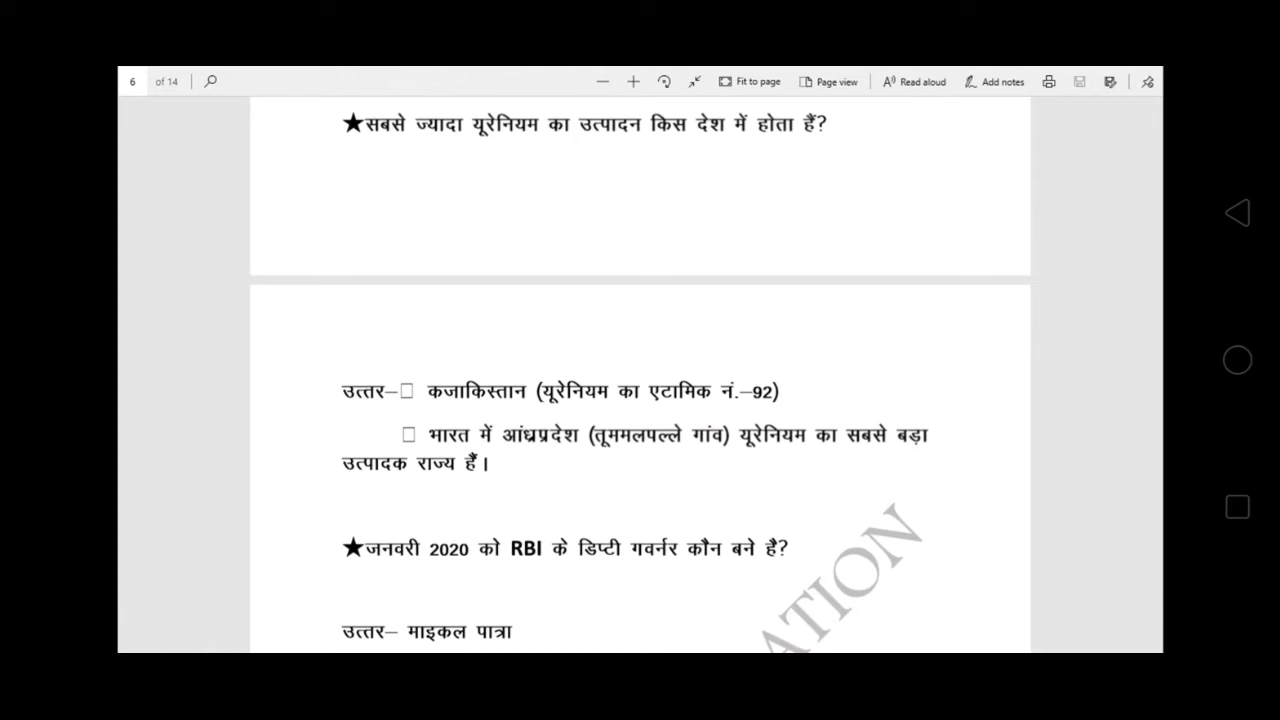 6 of 14 Fit to page Page view Read aloud Add notes
★सबसे ज्यादा यूरेनियम का उत्पादन किस देश में होता हैं?
उत्तर–□ कजाकिस्तान (यूरेनियम का एटामिक नं.–92)
□ भारत में आंध्रप्रदेश (तूममलपल्ले गांव) यूरेनियम का सबसे बड़ा
उत्पादक राज्य हैं।
★जनवरी 2020 को RBI के डिप्टी गवर्नर कौन बने है?
उत्तर– माइकल पात्रा
ATION